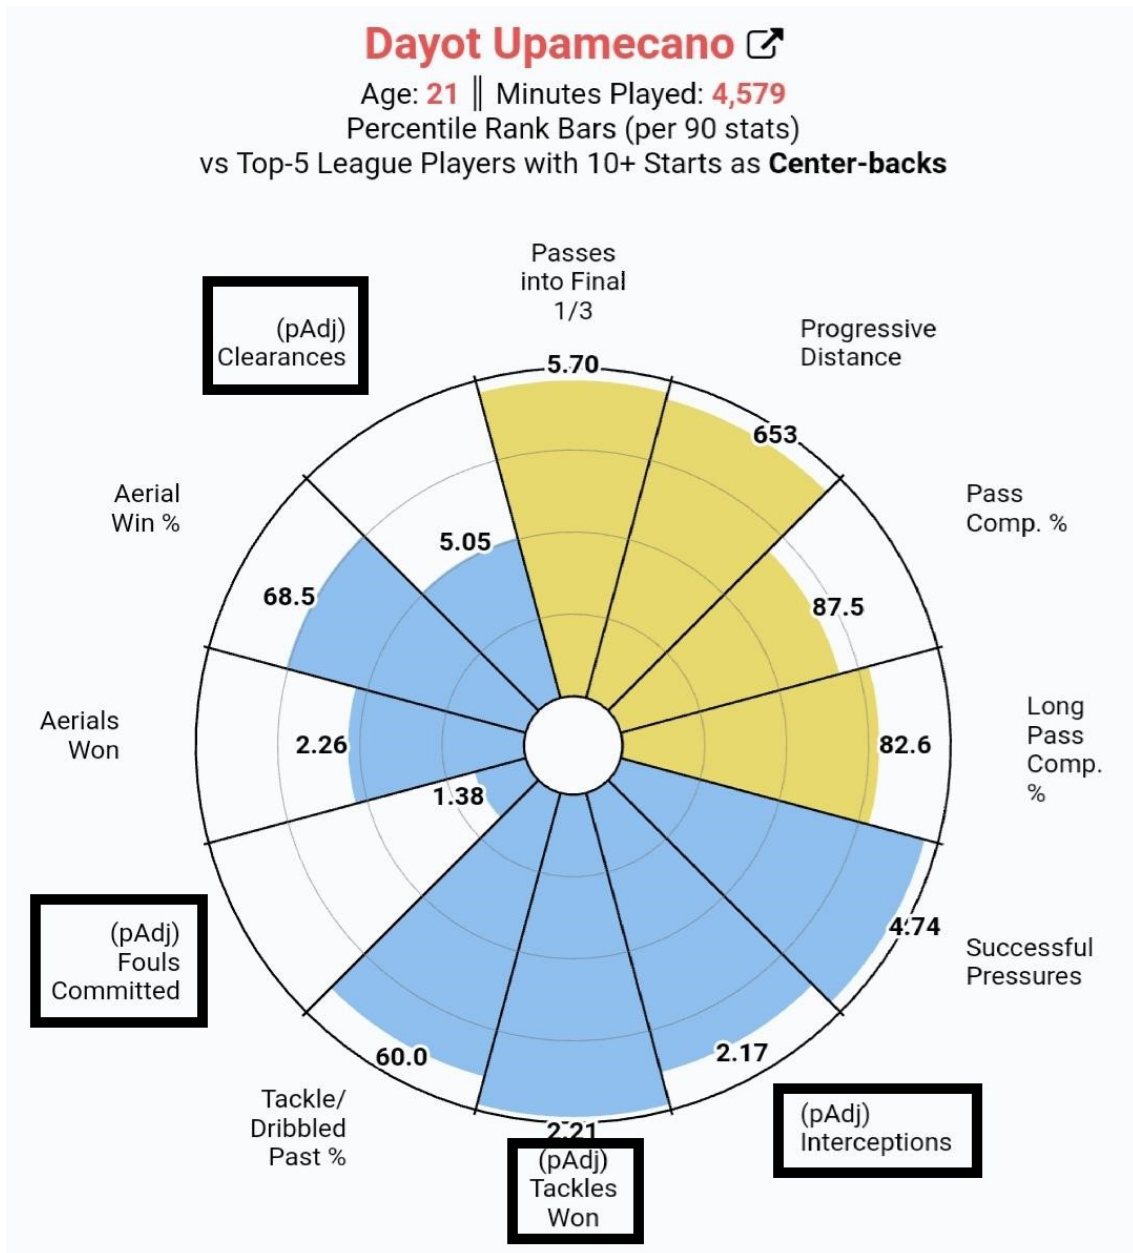 Dayot Upamecano
Age: 21 ║ Minutes Played: 4,579
Percentile Rank Bars (per 90 stats)
vs Top-5 League Players with 10+ Starts as Center-backs
Passes
into Final
1/3
5.70
Progressive
Distance
653
Pass
Comp. %
87.5
Long
Pass
Comp.
%
82.6
Successful
Pressures
4.74
(pAdj)
Interceptions
2.17
2.21
(pAdj)
Tackles
Won
Tackle/
Dribbled
Past %
60.0
(pAdj)
Fouls
Committed
1.38
Aerials
Won
2.26
Aerial
Win %
68.5
(pAdj)
Clearances
5.05